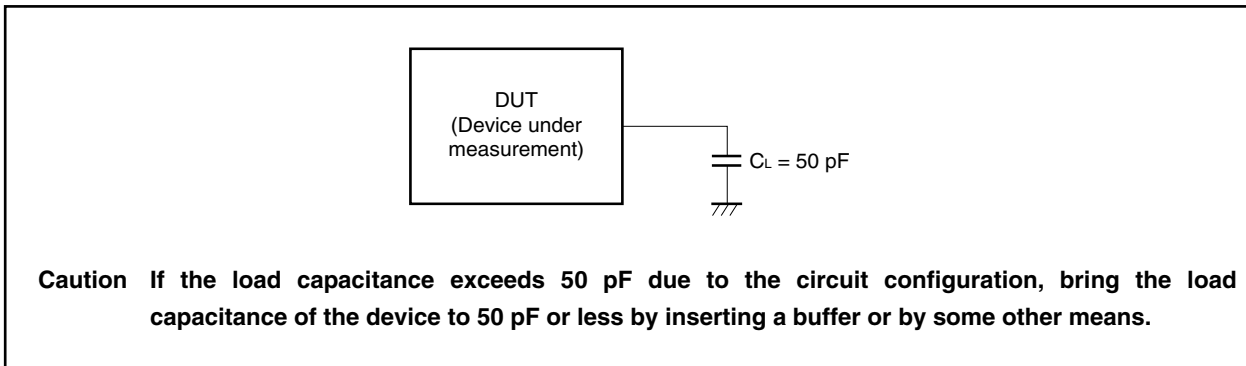 DUT
(Device under
measurement)
CL = 50 pF
Caution If the load capacitance exceeds 50 pF due to the circuit configuration, bring the load
capacitance of the device to 50 pF or less by inserting a buffer or by some other means.